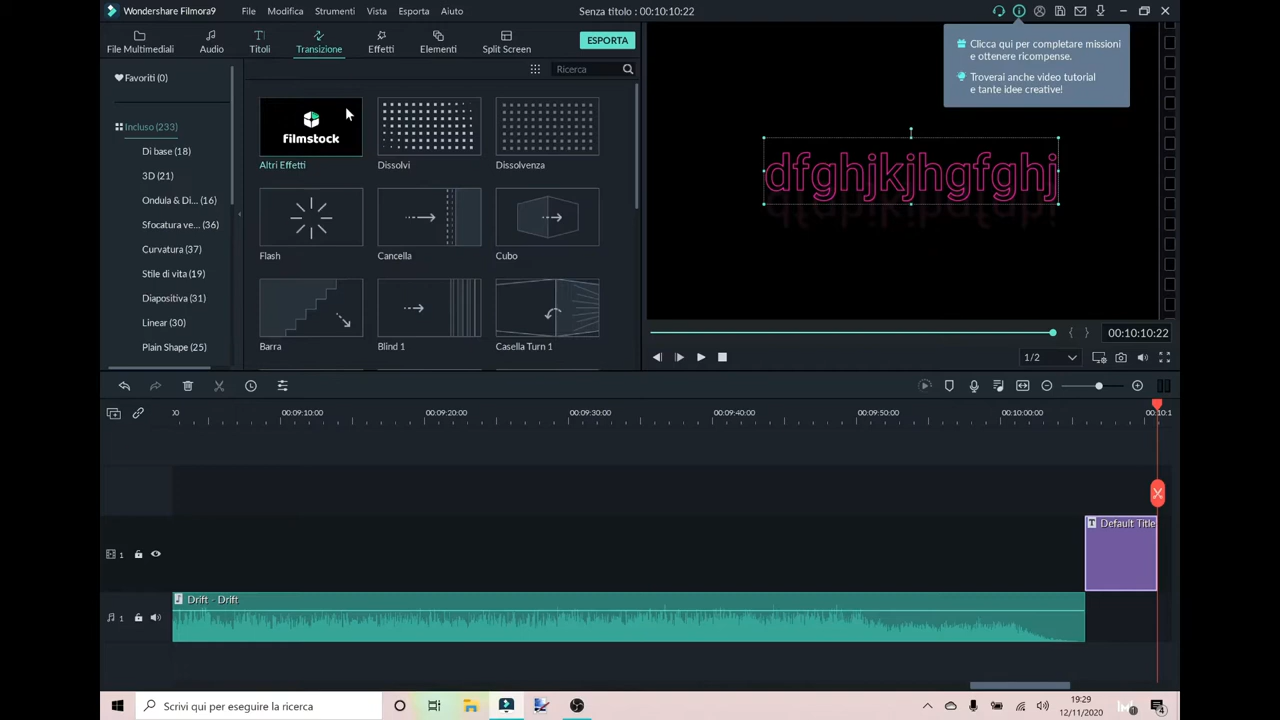 Wondershare Filmora9 File Modifica Strumenti Vista Esporta Aiuto Senza titolo : 00:10:10:22
File Multimediali Audio Titoli Transizione Effetti Elementi Split Screen ESPORTA
Clicca qui per completare missioni
e ottenere ricompense.
Troverai anche video tutorial
e tante idee creative!
Favoriti (0)
Incluso (233)
Di base (18)
3D (21)
Ondula & Di... (16)
Sfocatura ve... (36)
Curvatura (37)
Stile di vita (19)
Diapositiva (31)
Linear (30)
Plain Shape (25)
Ricerca
filmstock
Altri Effetti Dissolvi Dissolvenza
Flash Cancella Cubo
Barra Blind 1 Casella Turn 1
dfghjkjhgfghj
00:10:10:22
1/2
00:09:10:00 00:09:20:00 00:09:30:00 00:09:40:00 00:09:50:00 00:10:00:00 00:10:1
T Default Title
1
Drift - Drift
1
Scrivi qui per eseguire la ricerca
19:29
12/11/2020
4